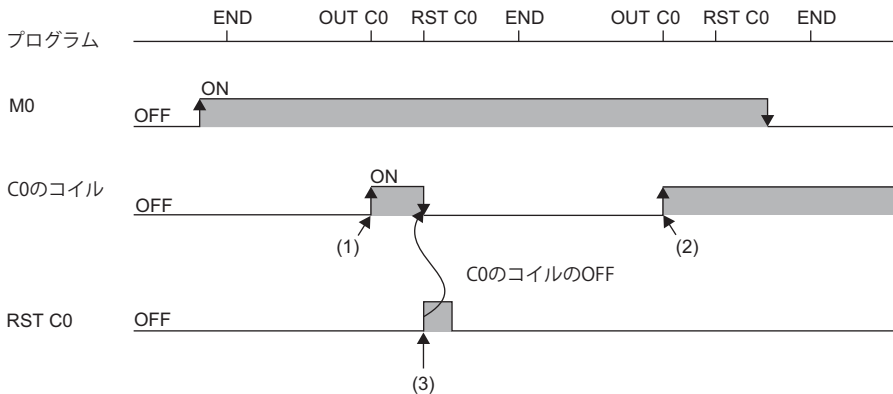 END OUT C0 RST C0 END OUT C0 RST C0 END
プログラム
ON
M0
OFF
ON
C0のコイル
OFF
(1) (2)
C0のコイルのOFF
RST C0 OFF
(3)